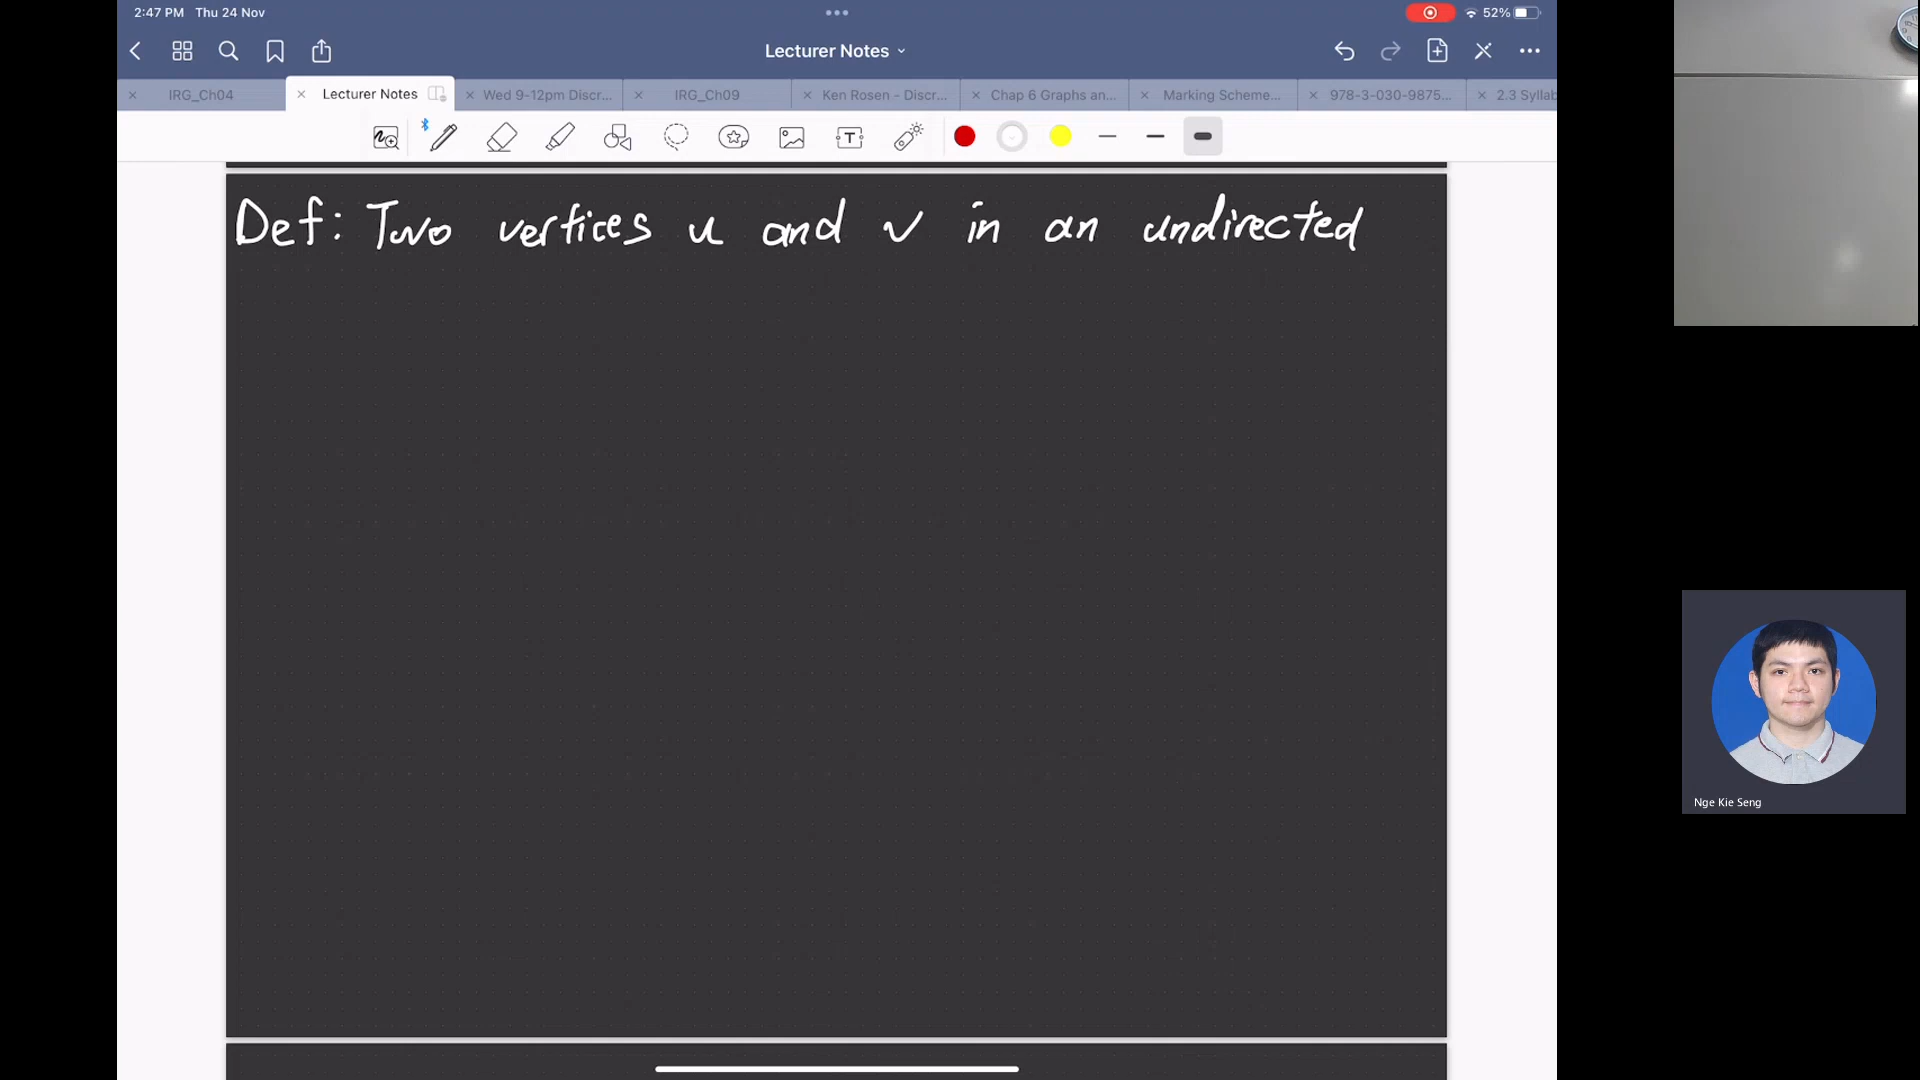 2:47 PM Thu 24 Nov
52%
Lecturer Notes
IRG_Ch04
Lecturer Notes
Wed 9-12pm Discr...
IRG_Ch09
Ken Rosen - Discr...
Chap 6 Graphs an...
Marking Scheme...
978-3-030-9875...
2.3 Syllab
T
Def: Two vertices u and v in an undirected
Nge Kie Seng